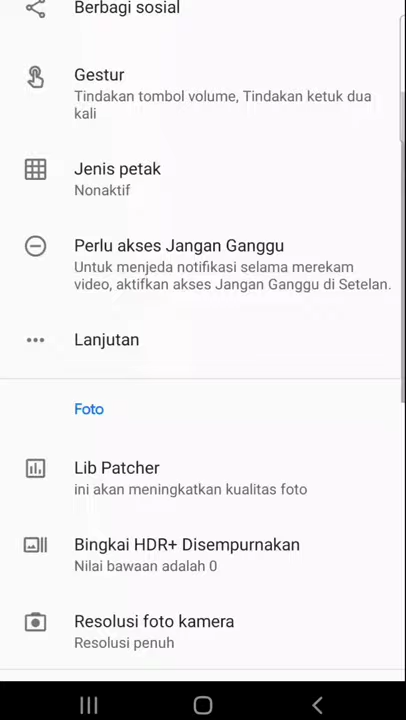 Berbagi sosial
Gestur
Tindakan tombol volume, Tindakan ketuk dua
kali
Jenis petak
Nonaktif
Perlu akses Jangan Ganggu
Untuk menjeda notifikasi selama merekam
video, aktifkan akses Jangan Ganggu di Setelan.
Lanjutan
Foto
Lib Patcher
ini akan meningkatkan kualitas foto
Bingkai HDR+ Disempurnakan
Nilai bawaan adalah 0
Resolusi foto kamera
Resolusi penuh